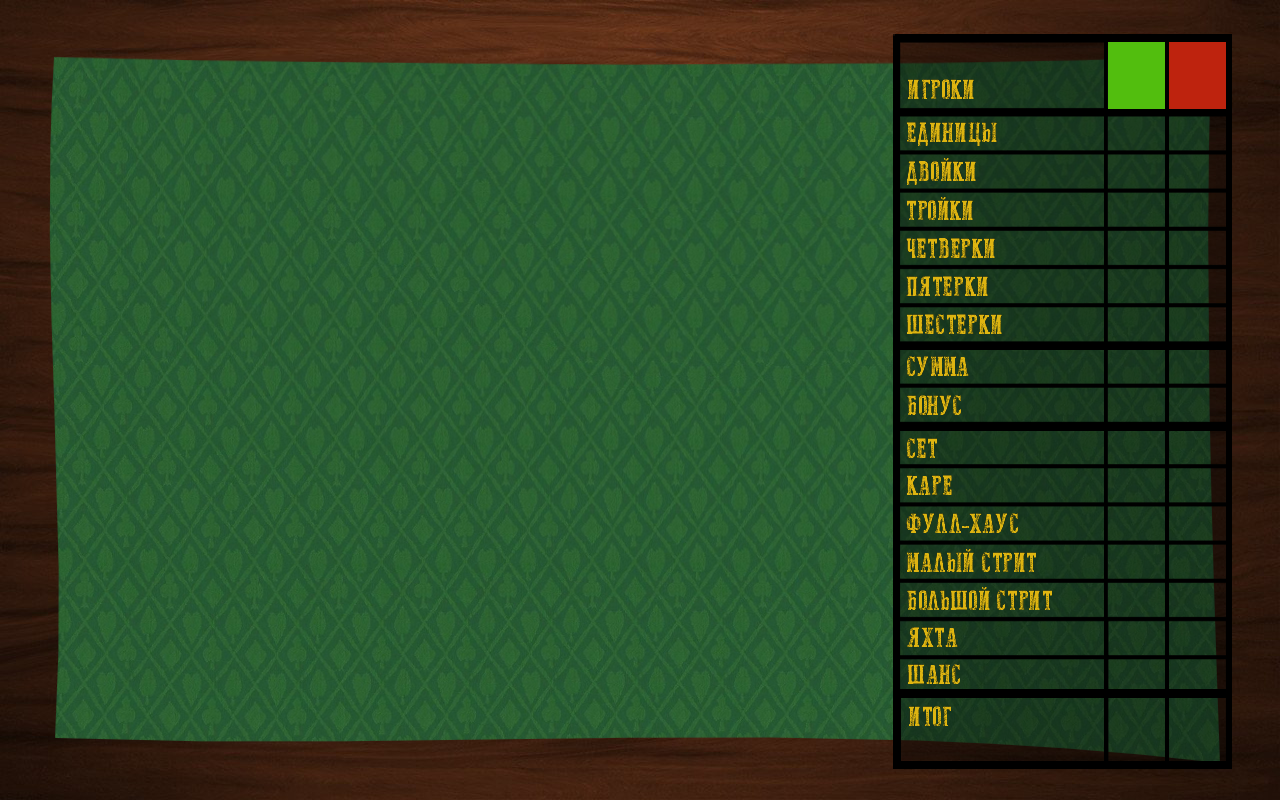 ИГРОКИ
ЕДИНИЦЫ
ДВОЙКИ
ТРОЙКИ
ЧЕТВЕРКИ
ПЯТЕРКИ
ШЕСТЕРКИ
СУММА
БОНУС
СЕТ
КАРЕ
ФУЛЛ-ХАУС
МАЛЫЙ СТРИТ
БОЛЬШОЙ СТРИТ
ЯХТА
ШАНС
ИТОГ